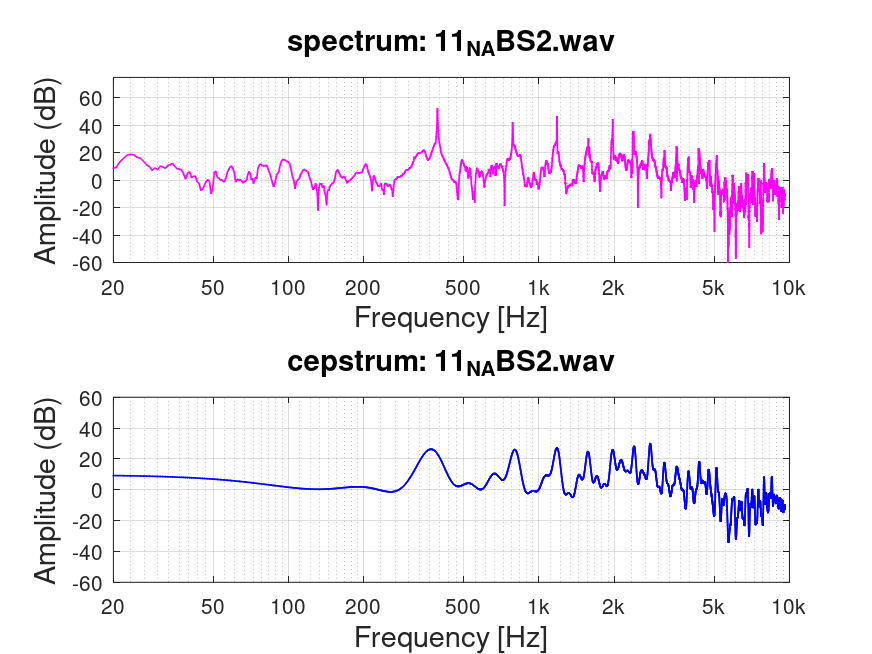 spectrum: 11NABS2.wav
Amplitude (dB)
60
40
20
0
-20
-40
-60
20 50 100 200 500 1k 2k 5k 10k
Frequency [Hz]
cepstrum: 11NABS2.wav
Amplitude (dB)
60
40
20
0
-20
-40
-60
20 50 100 200 500 1k 2k 5k 10k
Frequency [Hz]